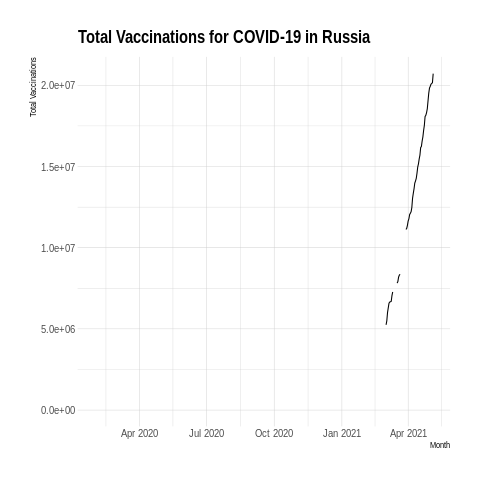 Total Vaccinations for COVID-19 in Russia
Total Vaccinations
2.0e+07
1.5e+07
1.0e+07
5.0e+06
0.0e+00
Apr 2020 Jul 2020 Oct 2020 Jan 2021 Apr 2021
Month